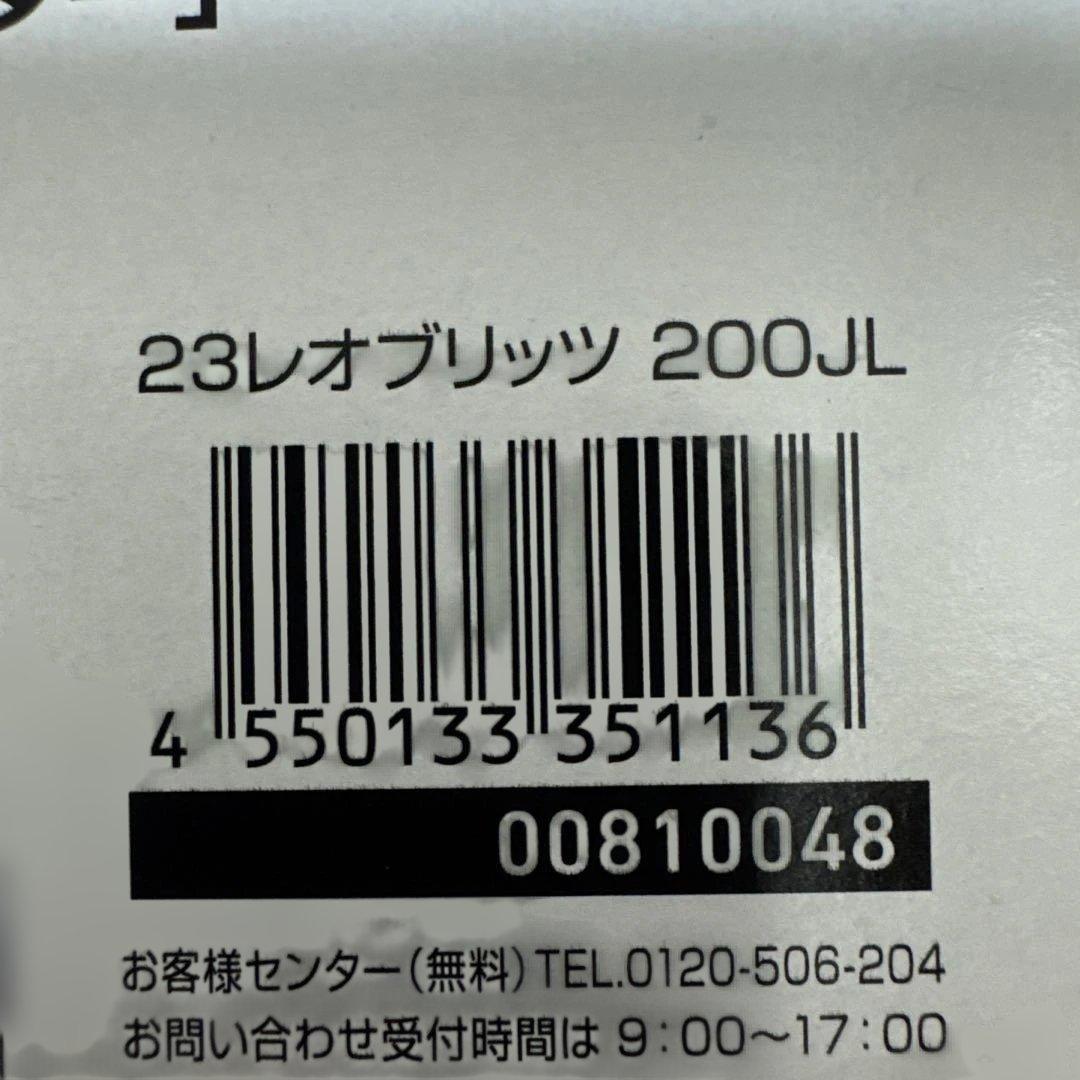 23レオブリッツ 200JL
4 550133 351136
00810048
お客様センター(無料)TEL.0120-506-204
お問い合わせ受付時間は 9:00〜17:00